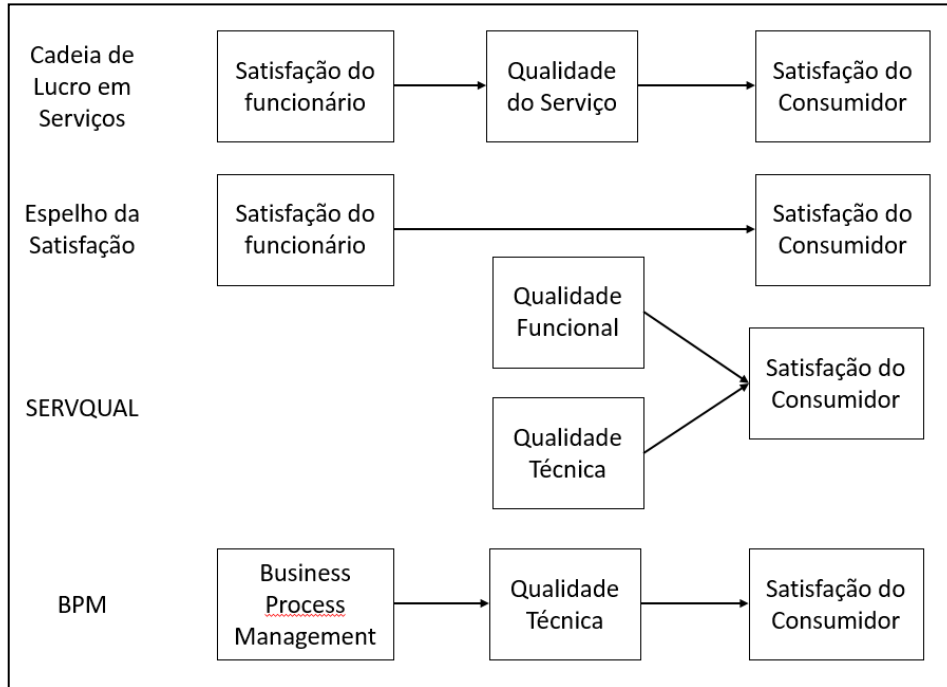 Cadeia de
Lucro em
Serviços
Satisfação do
funcionário
Qualidade
do Serviço
Satisfação do
Consumidor
Espelho da
Satisfação
Satisfação do
funcionário
Satisfação do
Consumidor
SERVQUAL
Qualidade
Funcional
Qualidade
Técnica
Satisfação do
Consumidor
BPM
Business
Process
Management
Qualidade
Técnica
Satisfação do
Consumidor